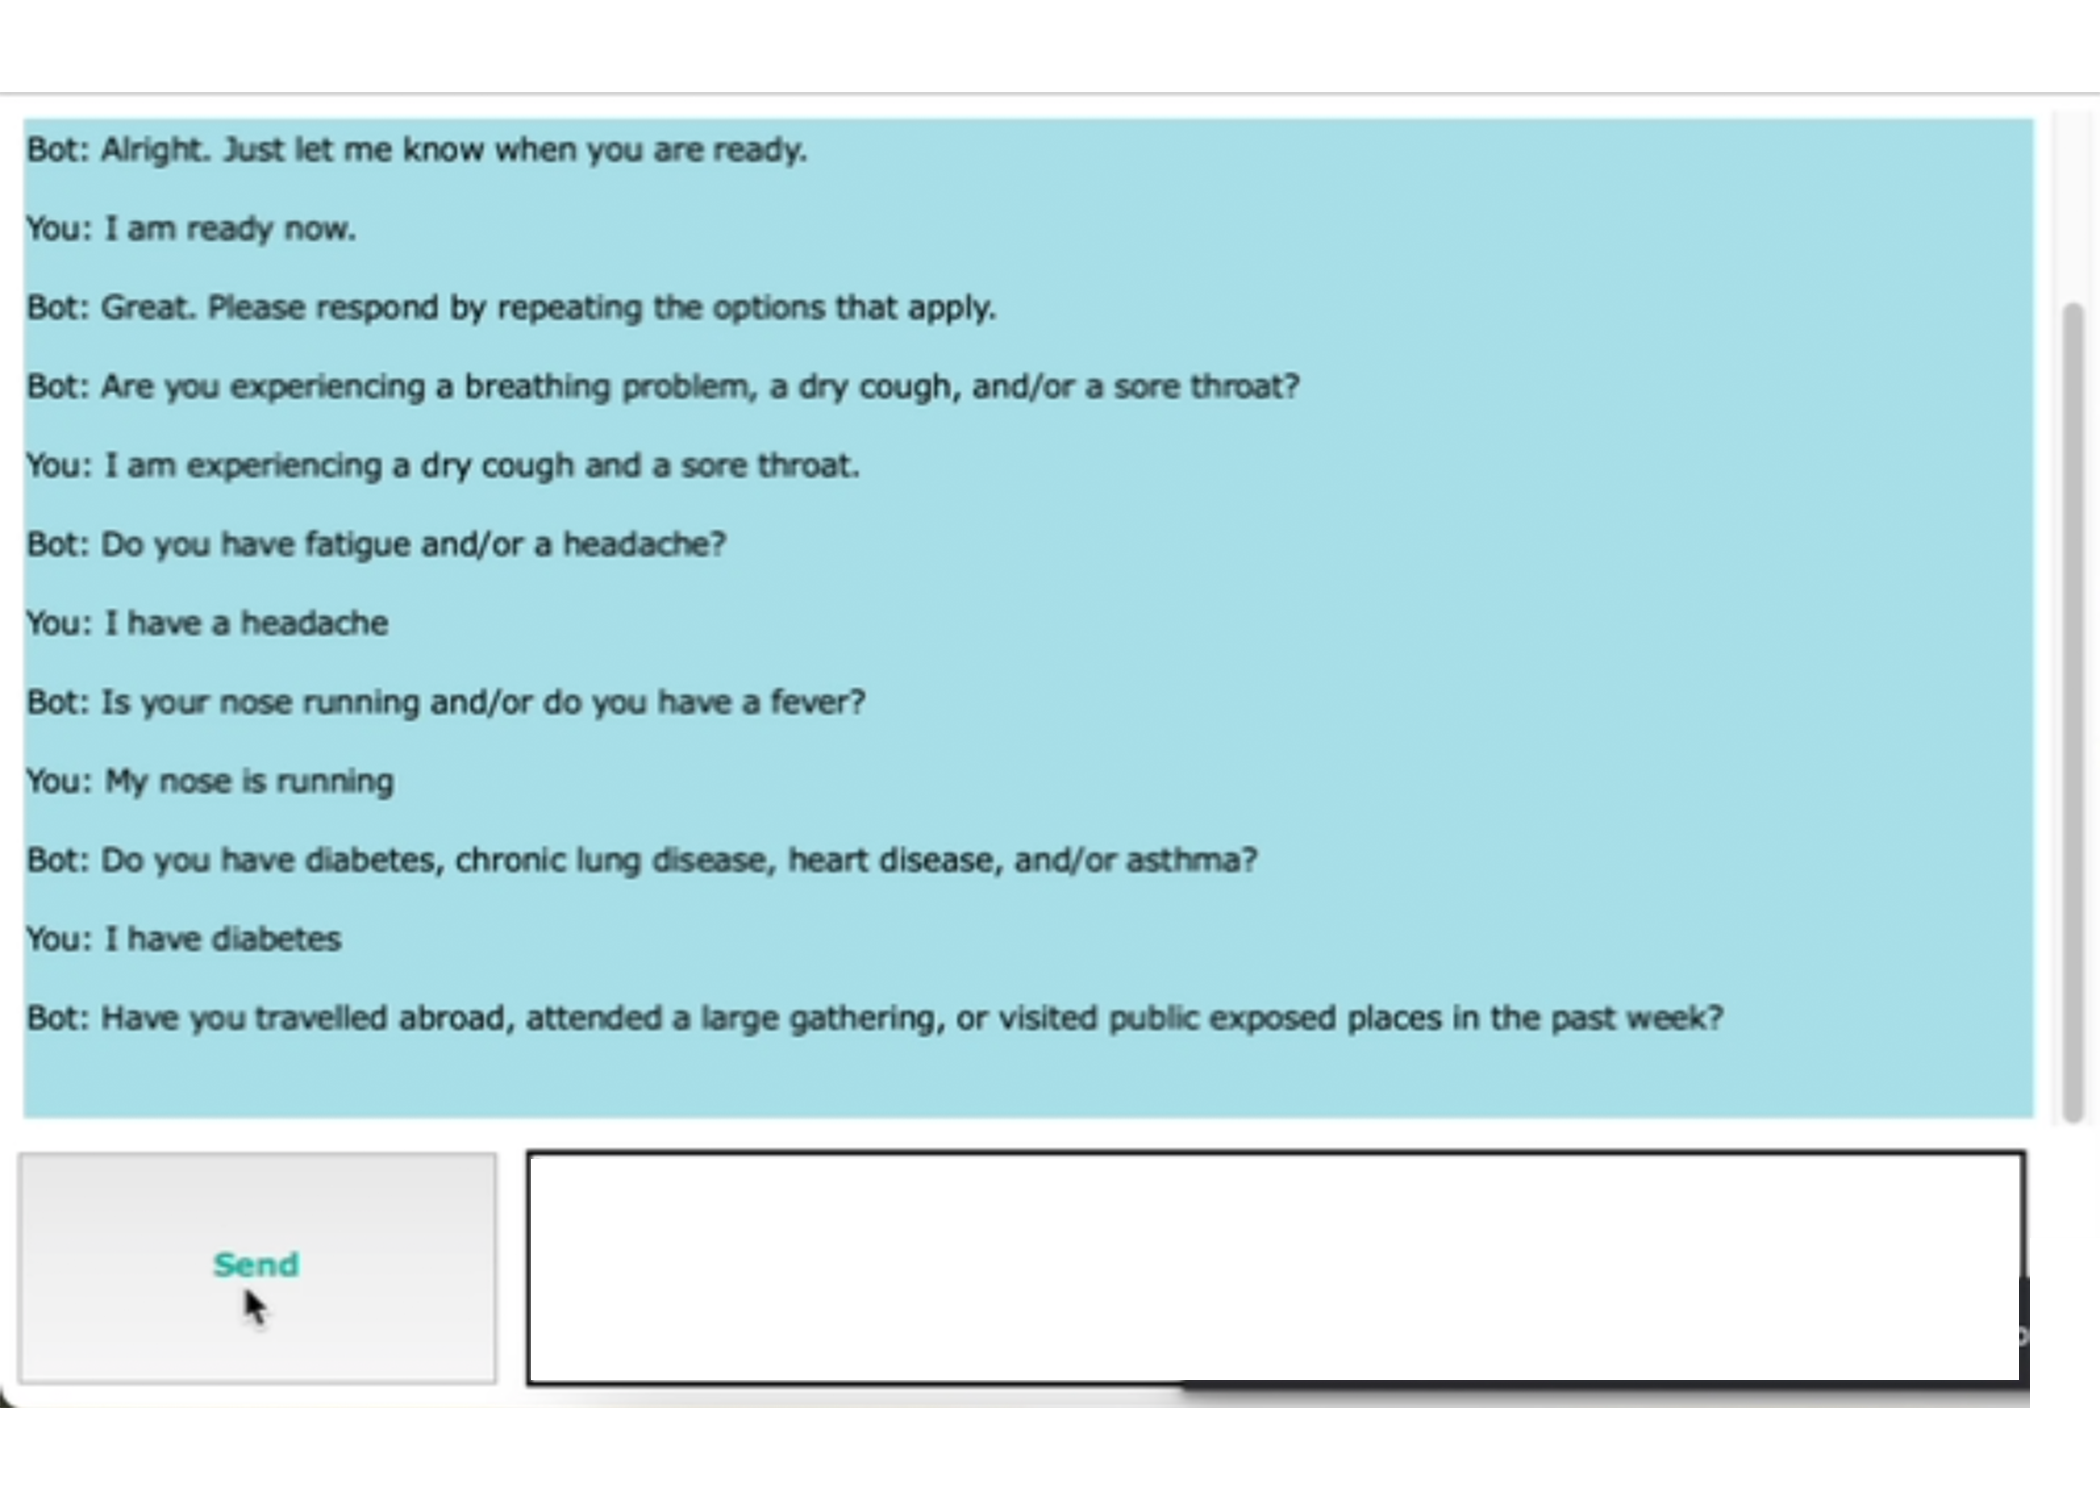 Bot: Alright. Just let me know when you are ready.
You: I am ready now.
Bot: Great. Please respond by repeating the options that apply.
Bot: Are you experiencing a breathing problem, a dry cough, and/or a sore throat?
You: I am experiencing a dry cough and a sore throat.
Bot: Do you have fatigue and/or a headache?
You: I have a headache
Bot: Is your nose running and/or do you have a fever?
You: My nose is running
Bot: Do you have diabetes, chronic lung disease, heart disease, and/or asthma?
You: I have diabetes
Bot: Have you travelled abroad, attended a large gathering, or visited public exposed places in the past week?
Send